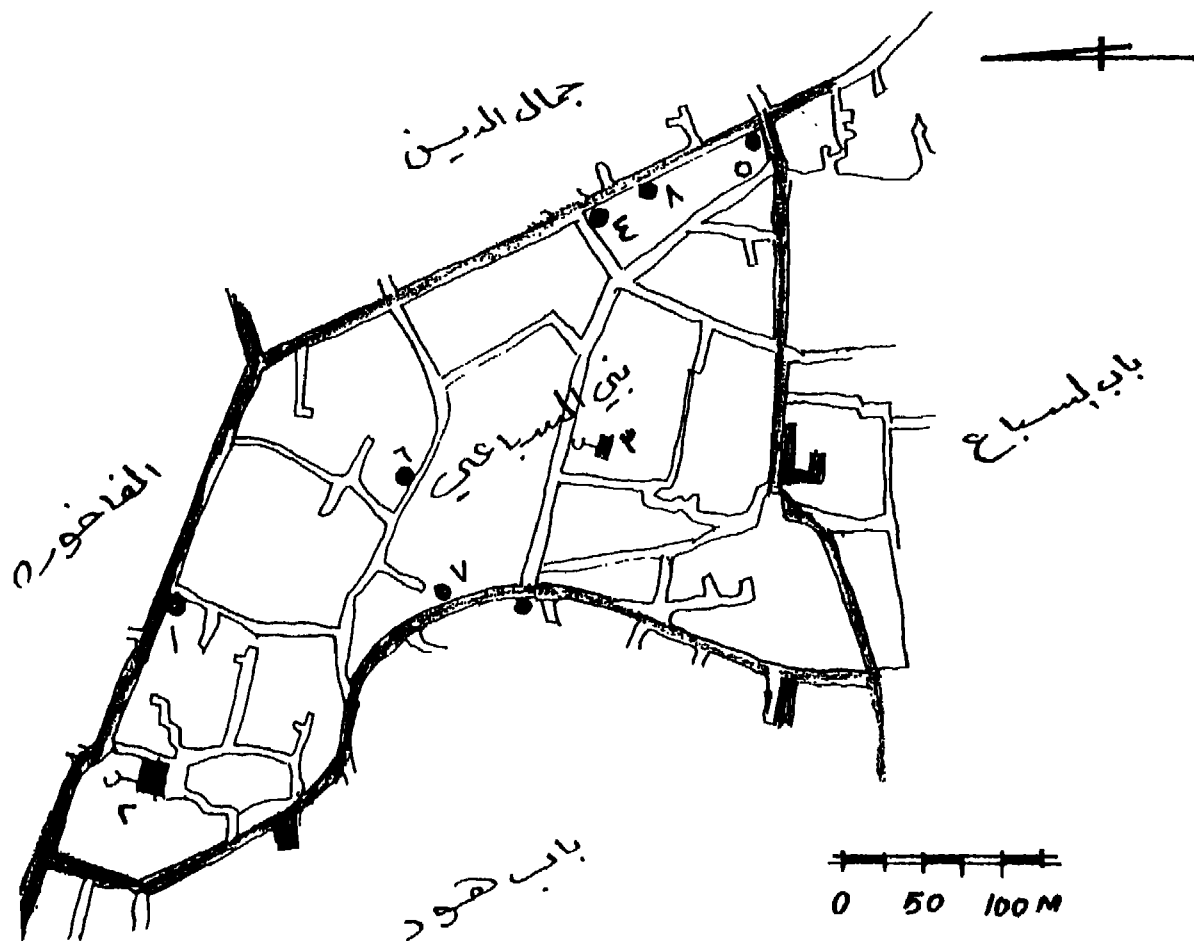 جمال الدين
٥
٨
٤
باب السباع
بني السباعي
٣
٦
الفاخوره
٧
١
٢
باب هود
0 50 100 M